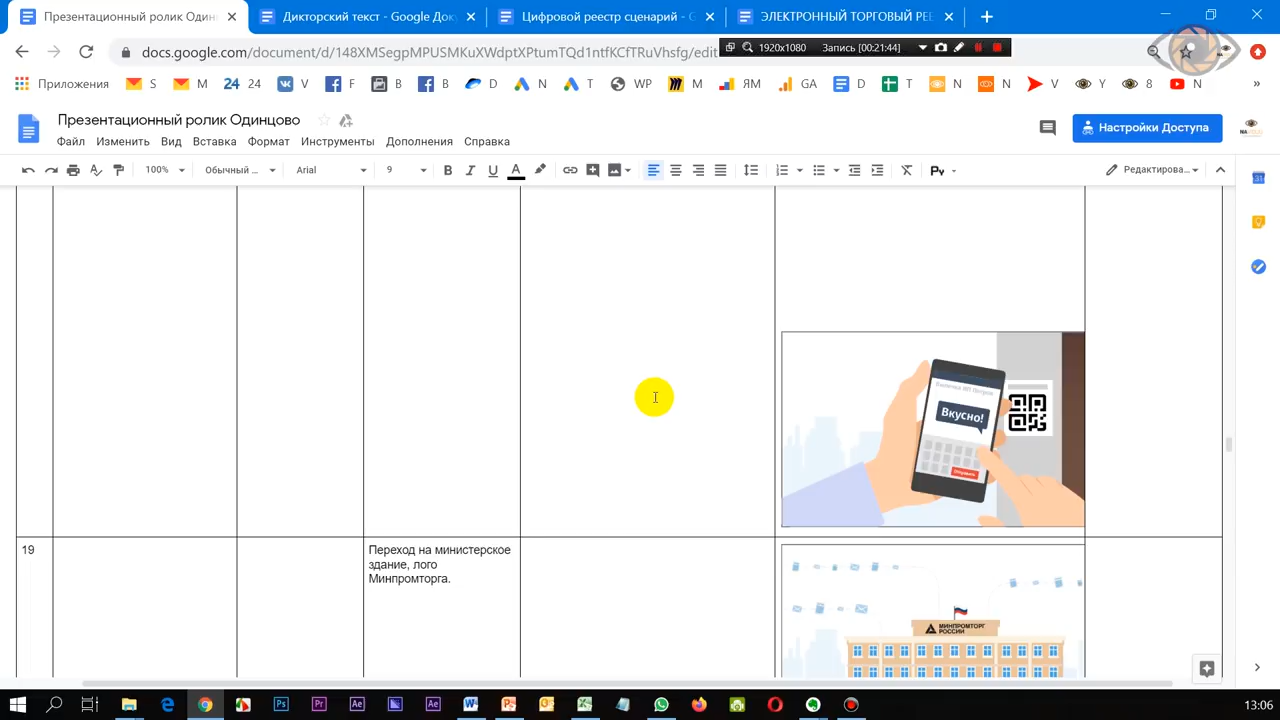 Презентационный ролик Один
Дикторский текст - Google Доку
Цифровой реестр сценарий - G
ЭЛЕКТРОННЫЙ ТОРГОВЫЙ РЕЕ
docs.google.com/document/d/148XMSegpMPUSMKuXWdptXPtumTQd1ntfKCfTRuVhsfg/edit
1920x1080
Запись [00:21:44]
Приложения
S
M
24
24
V
F
B
B
D
N
T
WP
M
ЯМ
GA
D
T
N
N
V
Y
8
N
»
Презентационный ролик Одинцово
Настройки Доступа
Файл
Изменить
Вид
Вставка
Формат
Инструменты
Дополнения
Справка
100%
Обычный ...
Arial
9
B
I
U
A
Редактирова...
Вкусно!
19
Переход на министерское
здание, лого
Минпромторга.
МИНПРОМТОРГ
РОССИИ
13:06